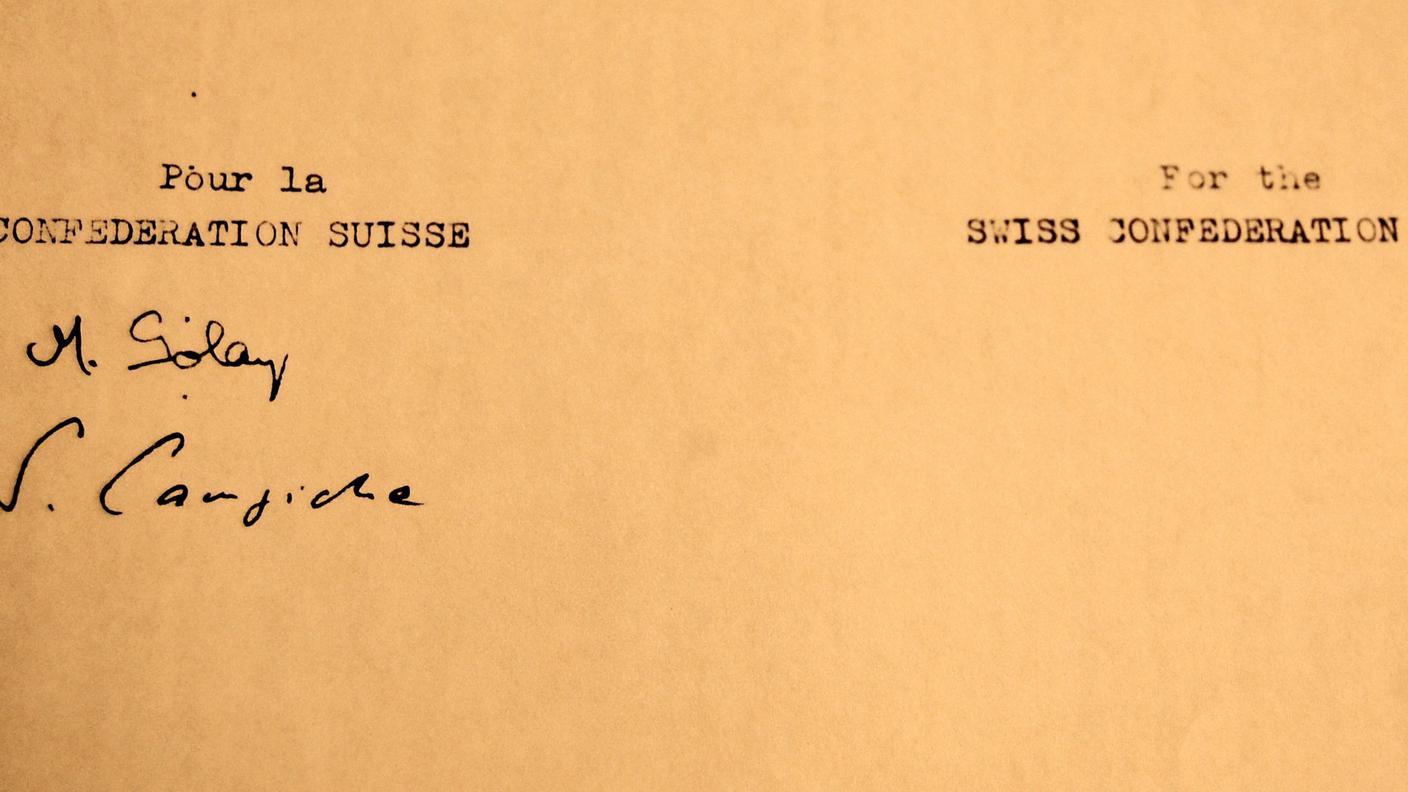 Pour la
CONFEDERATION SUISSE
M. Golay
S. Campiche
For the
SWISS CONFEDERATION